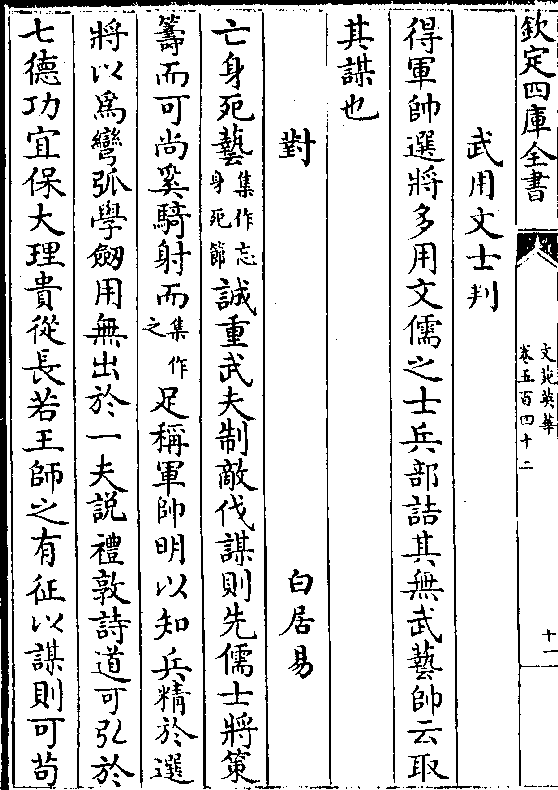 欽定四庫全書
文苑英華
卷五百四十二
十一
武用文士判
得軍帥選將多用文儒之士兵部詰其無武藝帥云取
其謀也
對
白居易
亡身死藝集作忘身死節誠重武夫制敵伐謀則先儒士將策
籌而可尚奚騎射而集作之足稱軍帥明以知兵精於選
將以爲彎弧學劒用無出於一夫說禮敦詩道可弘於
七德功宜保大理貴從長若王師之有征以謀則可苟